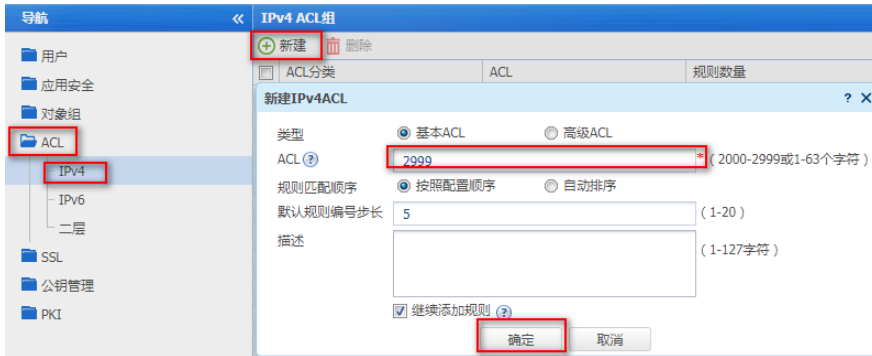 导航 «
用户
应用安全
对象组
ACL
IPv4
IPv6
二层
SSL
公钥管理
PKI
IPv4 ACL组
新建 删除
ACL分类 ACL 规则数量
新建IPv4ACL ? X
类型 基本ACL 高级ACL
ACL ? 2999 * ( 2000-2999或1-63个字符 )
规则匹配顺序 按照配置顺序 自动排序
默认规则编号步长 5 ( 1-20 )
描述 ( 1-127字符 )
继续添加规则 ?
确定 取消